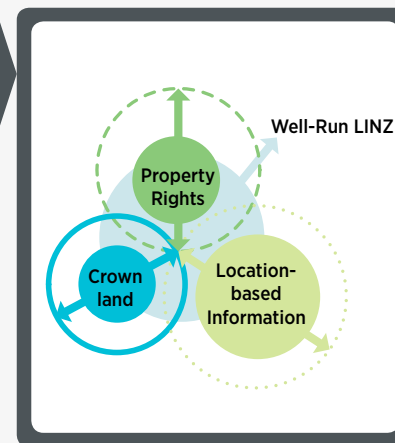 Well-Run LINZ
Property
Rights
Crown
land
Location-
based
Information